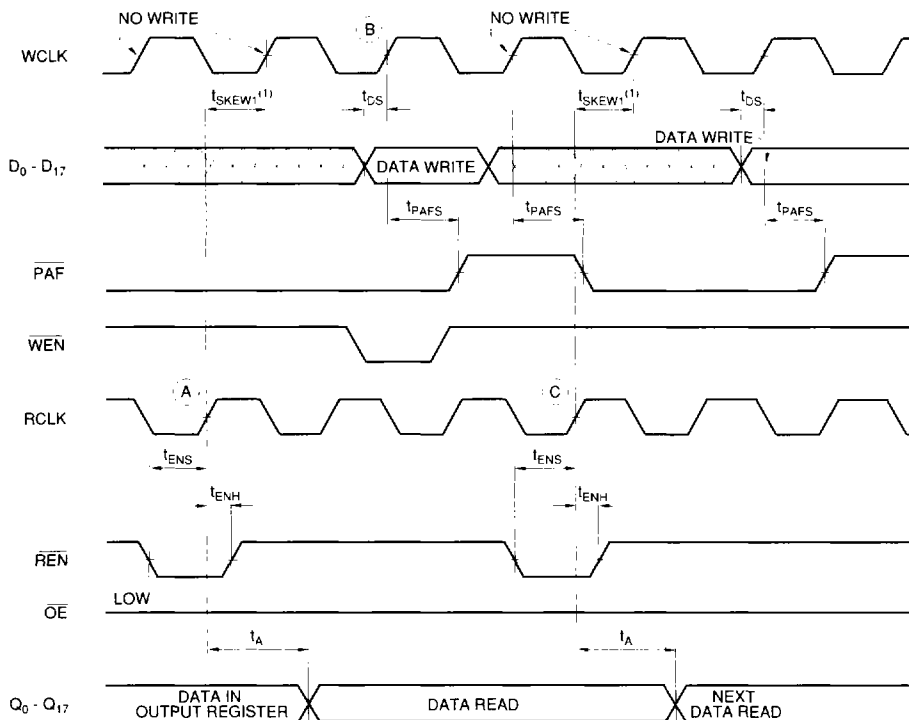 NO WRITE B NO WRITE
WCLK
tSKEW1(1) tDS tSKEW1(1) tDS
DATA WRITE
D0 - D17 DATA WRITE
tPAFS tPAFS tPAFS
PAF
WEN
A C
RCLK
tENS tENS
tENH tENH
REN
LOW
OE
tA tA
Q0 - Q17 DATA IN OUTPUT REGISTER DATA READ NEXT DATA READ